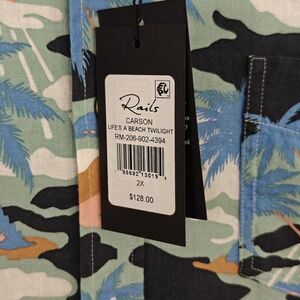 Rails
CARSON
LIFE'S A BEACH TWILIGHT
RM-206-902-4394
2X
$128.00